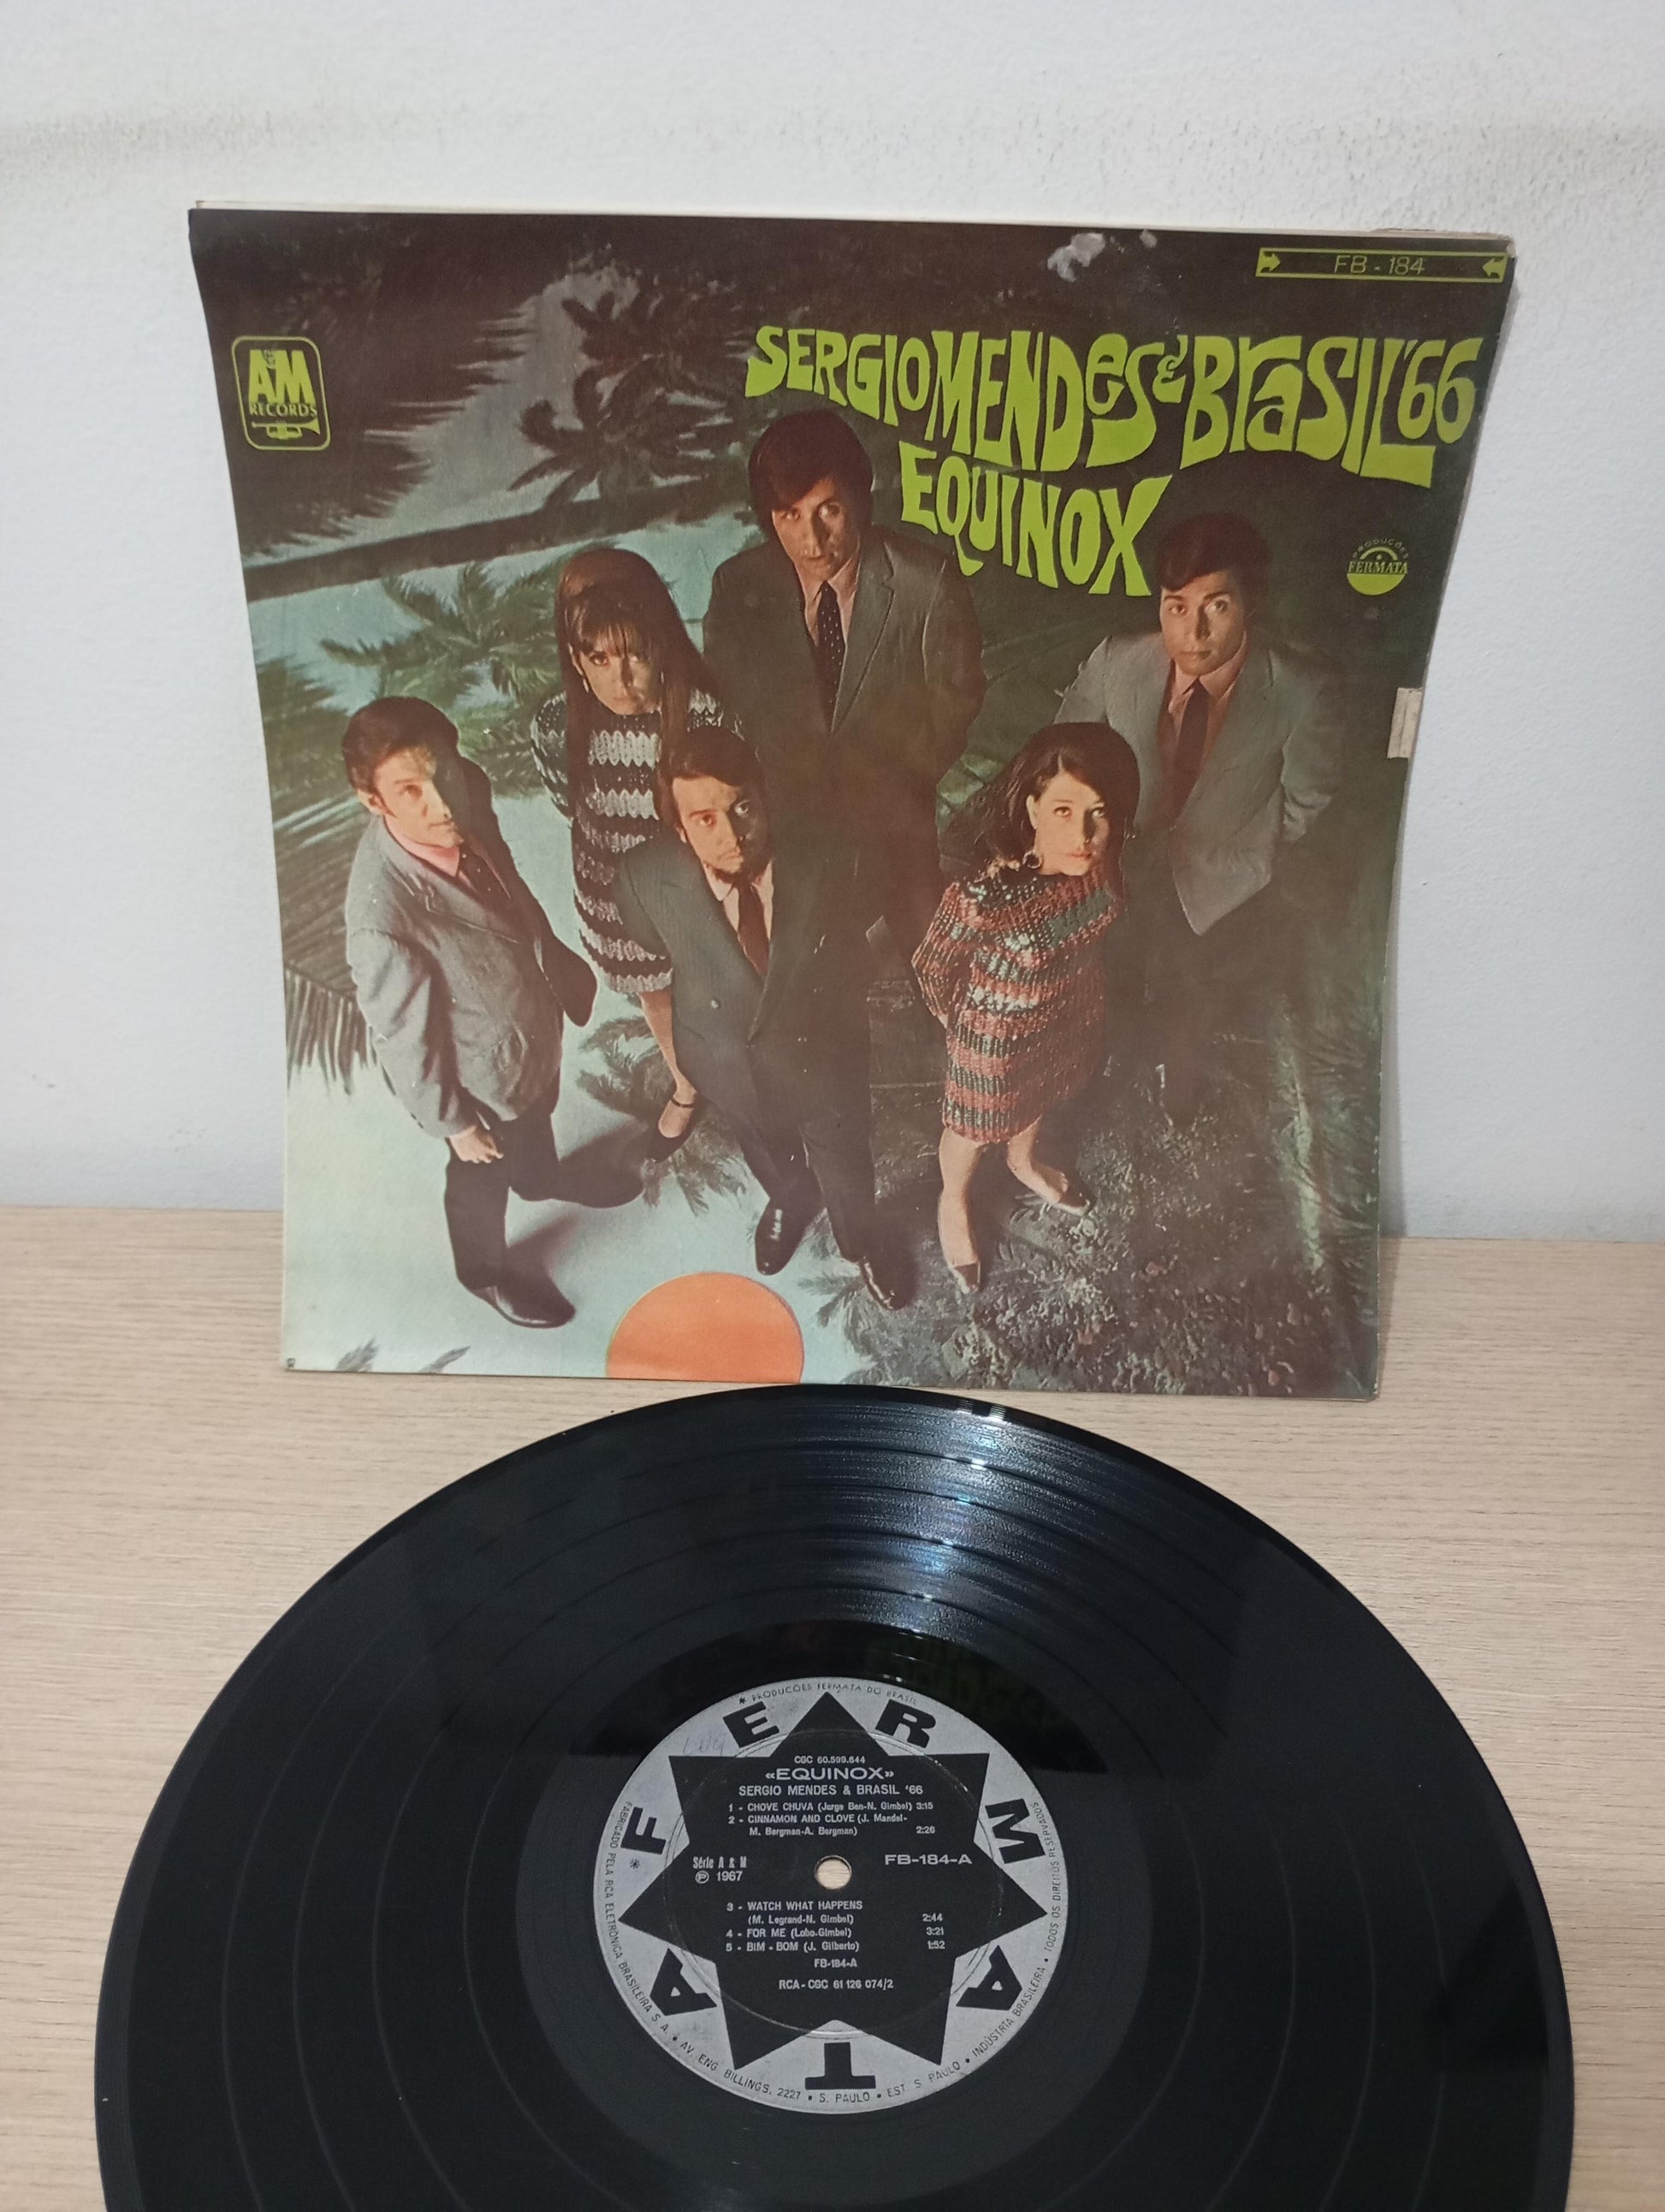 FB - 184
A&M
RECORDS
SERGIO MENDES & BRASIL '66
EQUINOX
PRODUÇÕES
FERMATA
* PRODUCÕES FERMATA DO BRASIL
FERMATA
CGC 60.599.644
«EQUINOX»
SERGIO MENDES & BRASIL '66
1 - CHOVE CHUVA (Jorge Ben-N. Gimbel) 3:15
2 - CINNAMON AND CLOVE (J. Mandel-
M. Bergman-A. Bergman) 2:28
Série A & M
℗ 1967
FB-184-A
3 - WATCH WHAT HAPPENS
(M. Legrand-N. Gimbel) 2:44
4 - FOR ME (Lobo-Gimbel) 3:21
5 - BIM - BOM (J. Gilberto) 1:52
FB-184-A
RCA - CGC 61 126 074/2
* FABRICADO PELA RCA ELETRÔNICA BRASILEIRA S A. • AV. ENG BILLINGS, 2227 • S. PAULO • EST. S PAULO • INDÚSTRIA BRASILEIRA • TODOS OS DIREITOS RESERVADOS